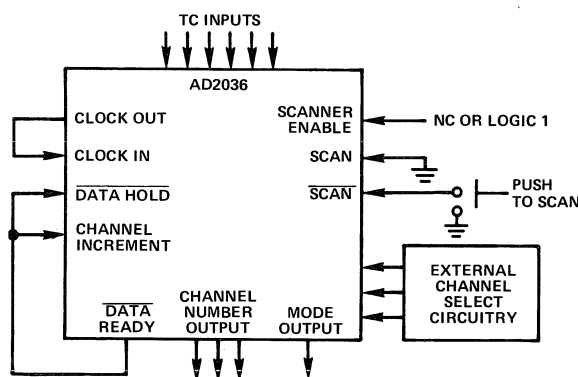 TC INPUTS
AD2036
CLOCK OUT
CLOCK IN
DATA HOLD
CHANNEL
INCREMENT
DATA
READY
CHANNEL
NUMBER
OUTPUT
MODE
OUTPUT
SCANNER
ENABLE
SCAN
SCAN
NC OR LOGIC 1
PUSH
TO SCAN
EXTERNAL
CHANNEL
SELECT
CIRCUITRY